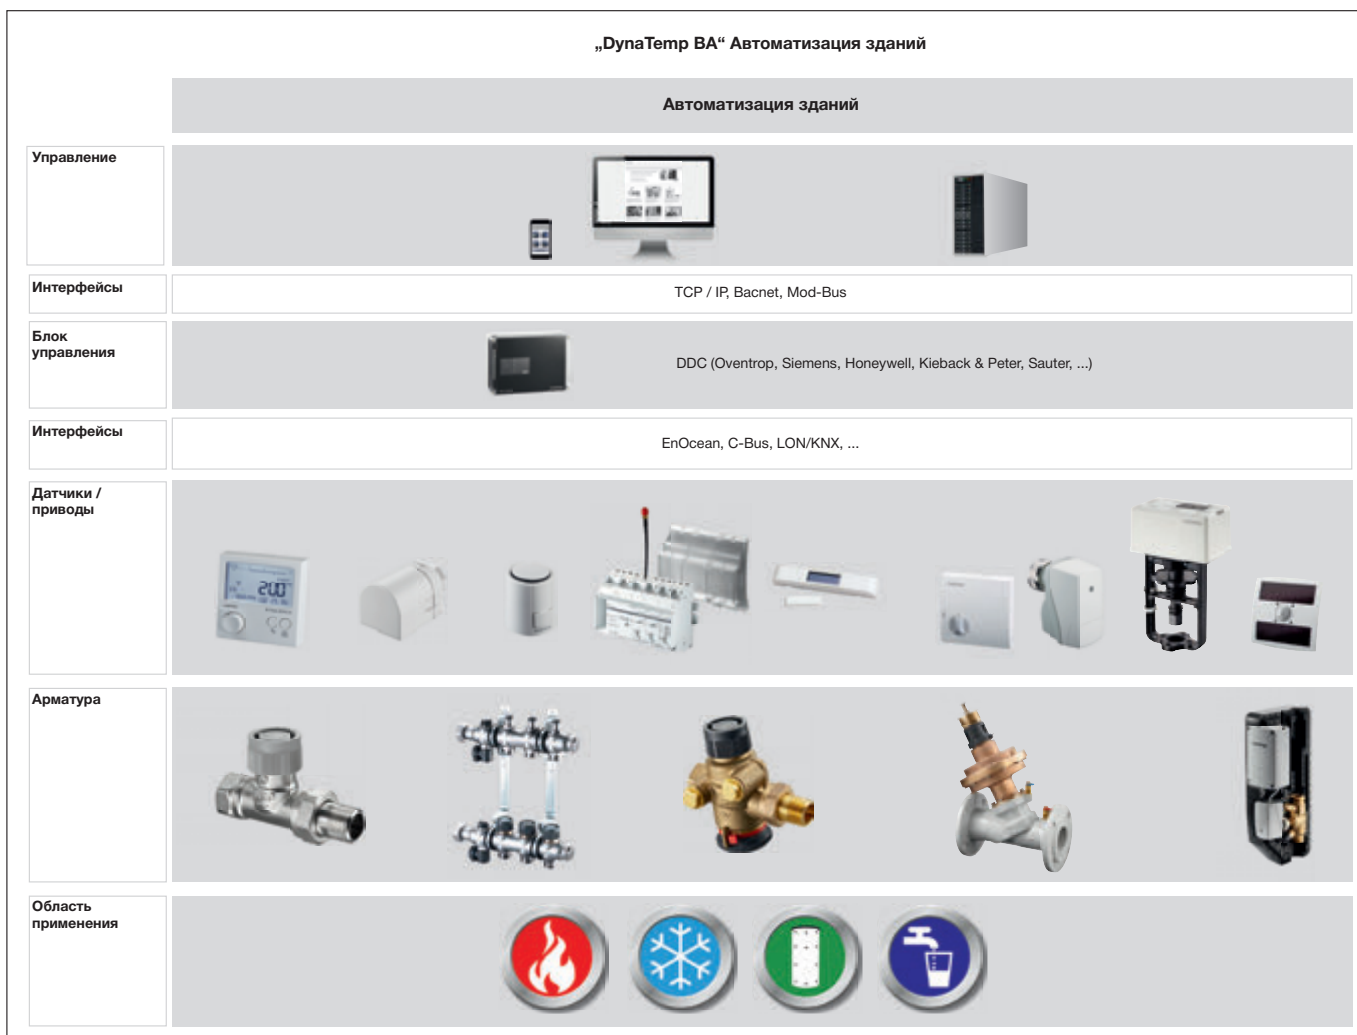 „DynaTemp BA“ Автоматизация зданий
Автоматизация зданий
Управление
Интерфейсы
TCP / IP, Bacnet, Mod-Bus
Блок
управления
DDC (Oventrop, Siemens, Honeywell, Kieback & Peter, Sauter, ...)
Интерфейсы
EnOcean, C-Bus, LON/KNX, ...
Датчики /
приводы
Арматура
Область
применения